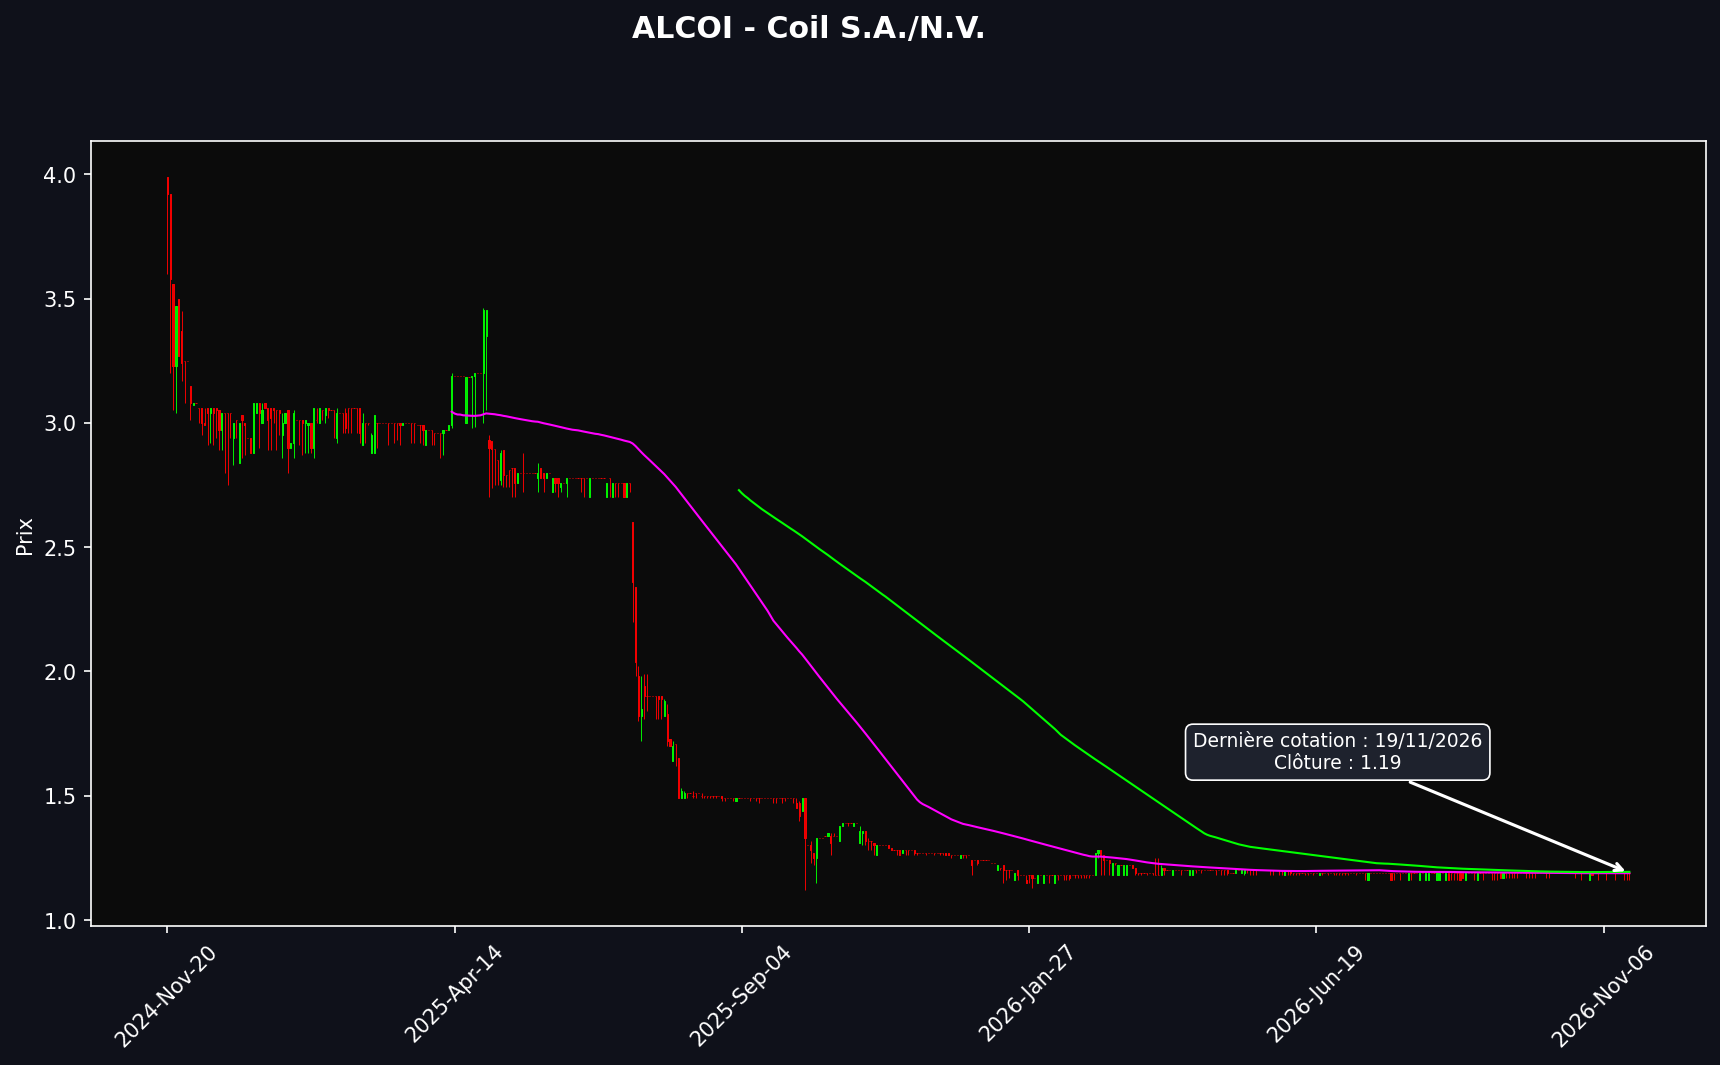 ALCOI - Coil S.A./N.V.
4.0
3.5
3.0
2.5
2.0
1.5
1.0
Prix
Dernière cotation : 19/11/2026
Clôture : 1.19
2024-Nov-20
2025-Apr-14
2025-Sep-04
2026-Jan-27
2026-Jun-19
2026-Nov-06